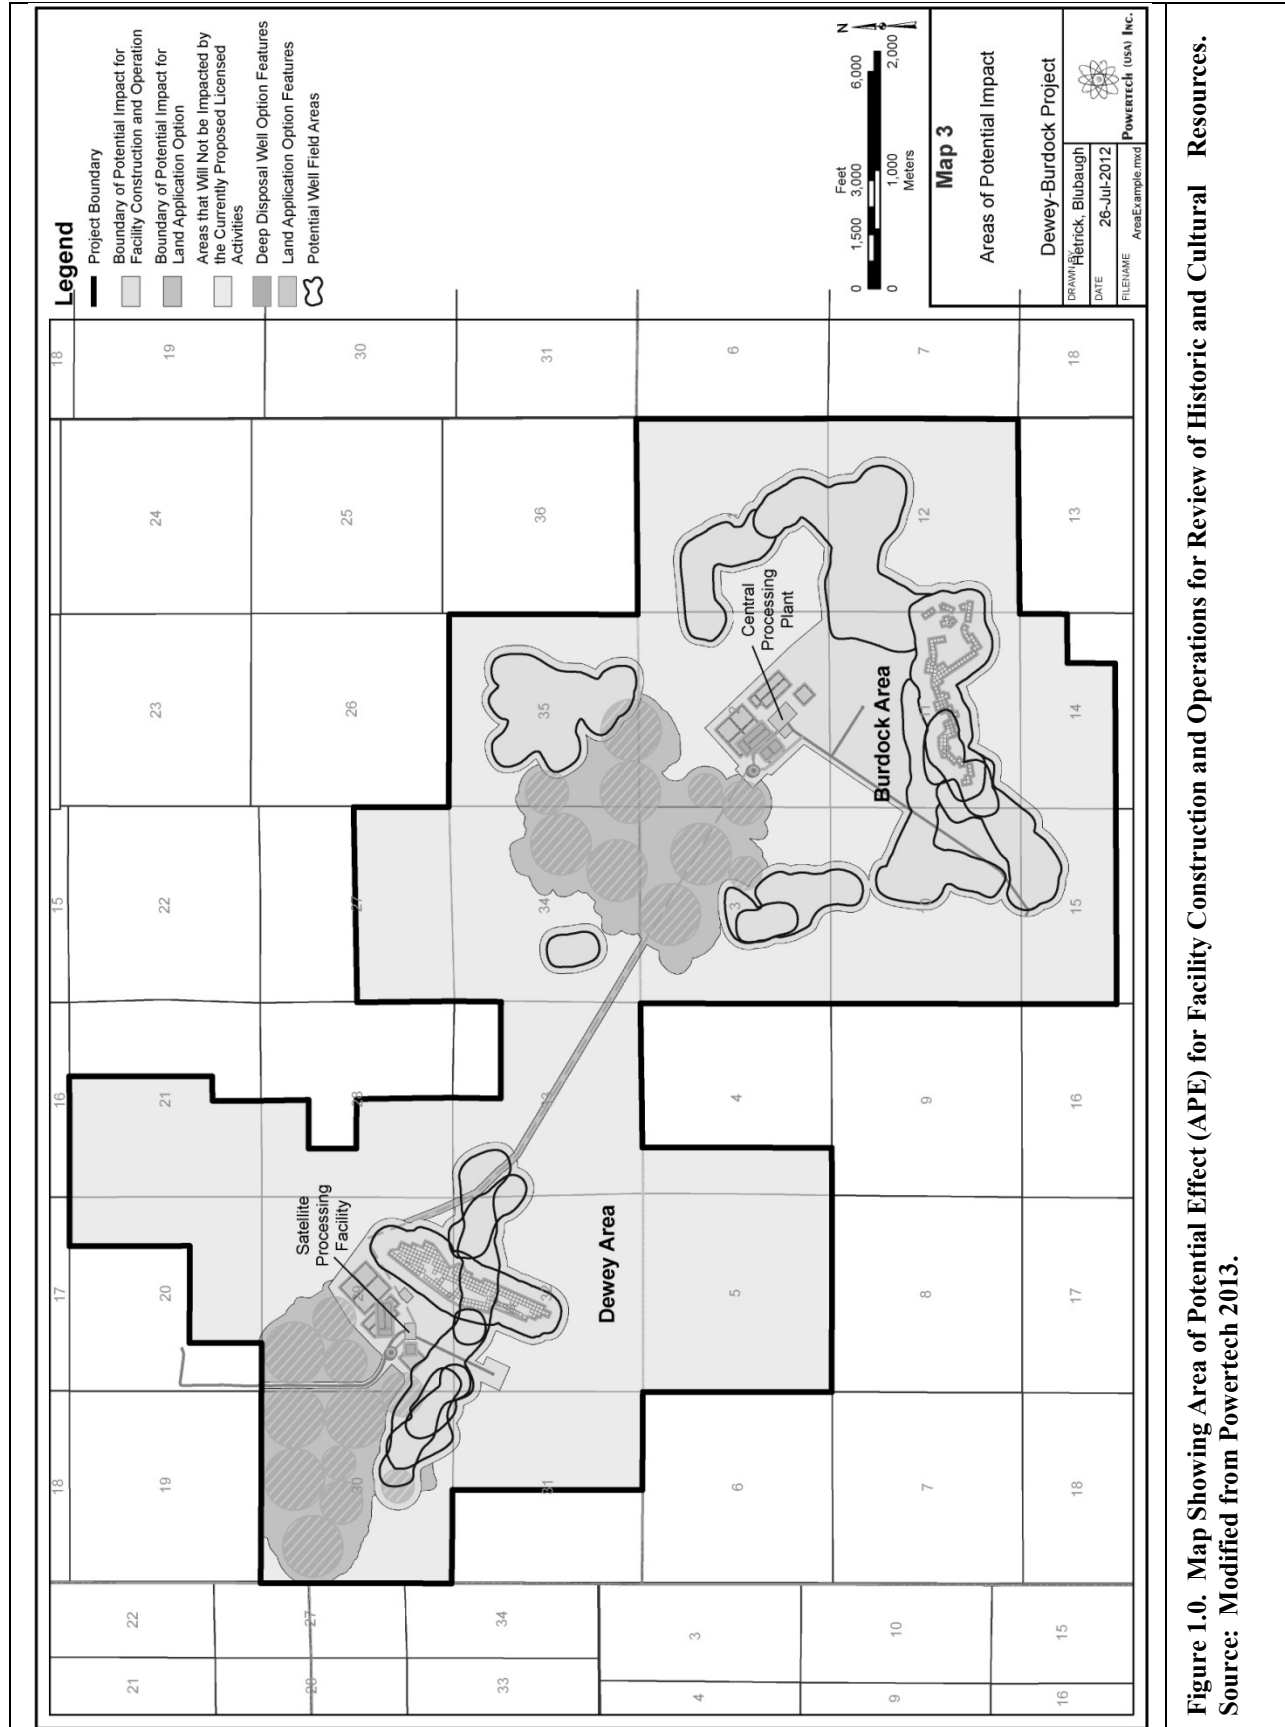 Legend
Project Boundary
Boundary of Potential Impact for
Facility Construction and Operation
Boundary of Potential Impact for
Land Application Option
Areas that Will Not be Impacted by
the Currently Proposed Licensed
Activities
Deep Disposal Well Option Features
Land Application Option Features
Potential Well Field Areas
18 17 16 15 18
21 22 19 20 21 22 23 24 19
28 27 30 29 28 27 26 25 30
Satellite
Processing
Facility
33 34 31 32 33 34 35 36 31
Dewey Area
4 3 6 5 4 3 6
Central
Processing
Plant
Burdock Area
9 10 7 8 9 10 11 12 7
16 15 18 17 16 15 14 13 18
N
Feet
0 1,500 3,000 6,000
0 1,000 2,000
Meters
Map 3
Areas of Potential Impact
Dewey-Burdock Project
DRAWN BY Hetrick, Blubaugh
DATE 26-Jul-2012
FILENAME AreaExample.mxd
POWERTECH (USA) INC.
Figure 1.0. Map Showing Area of Potential Effect (APE) for Facility Construction and Operations for Review of Historic and Cultural Resources.
Source: Modified from Powertech 2013.